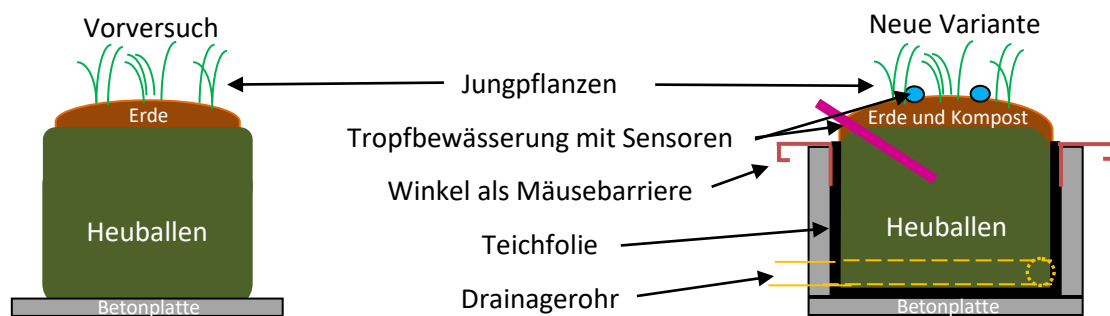 Vorversuch
Neue Variante
Jungpflanzen
Erde
Erde und Kompost
Tropfbewässerung mit Sensoren
Winkel als Mäusebarriere
Heuballen
Heuballen
Teichfolie
Drainagerohr
Betonplatte
Betonplatte